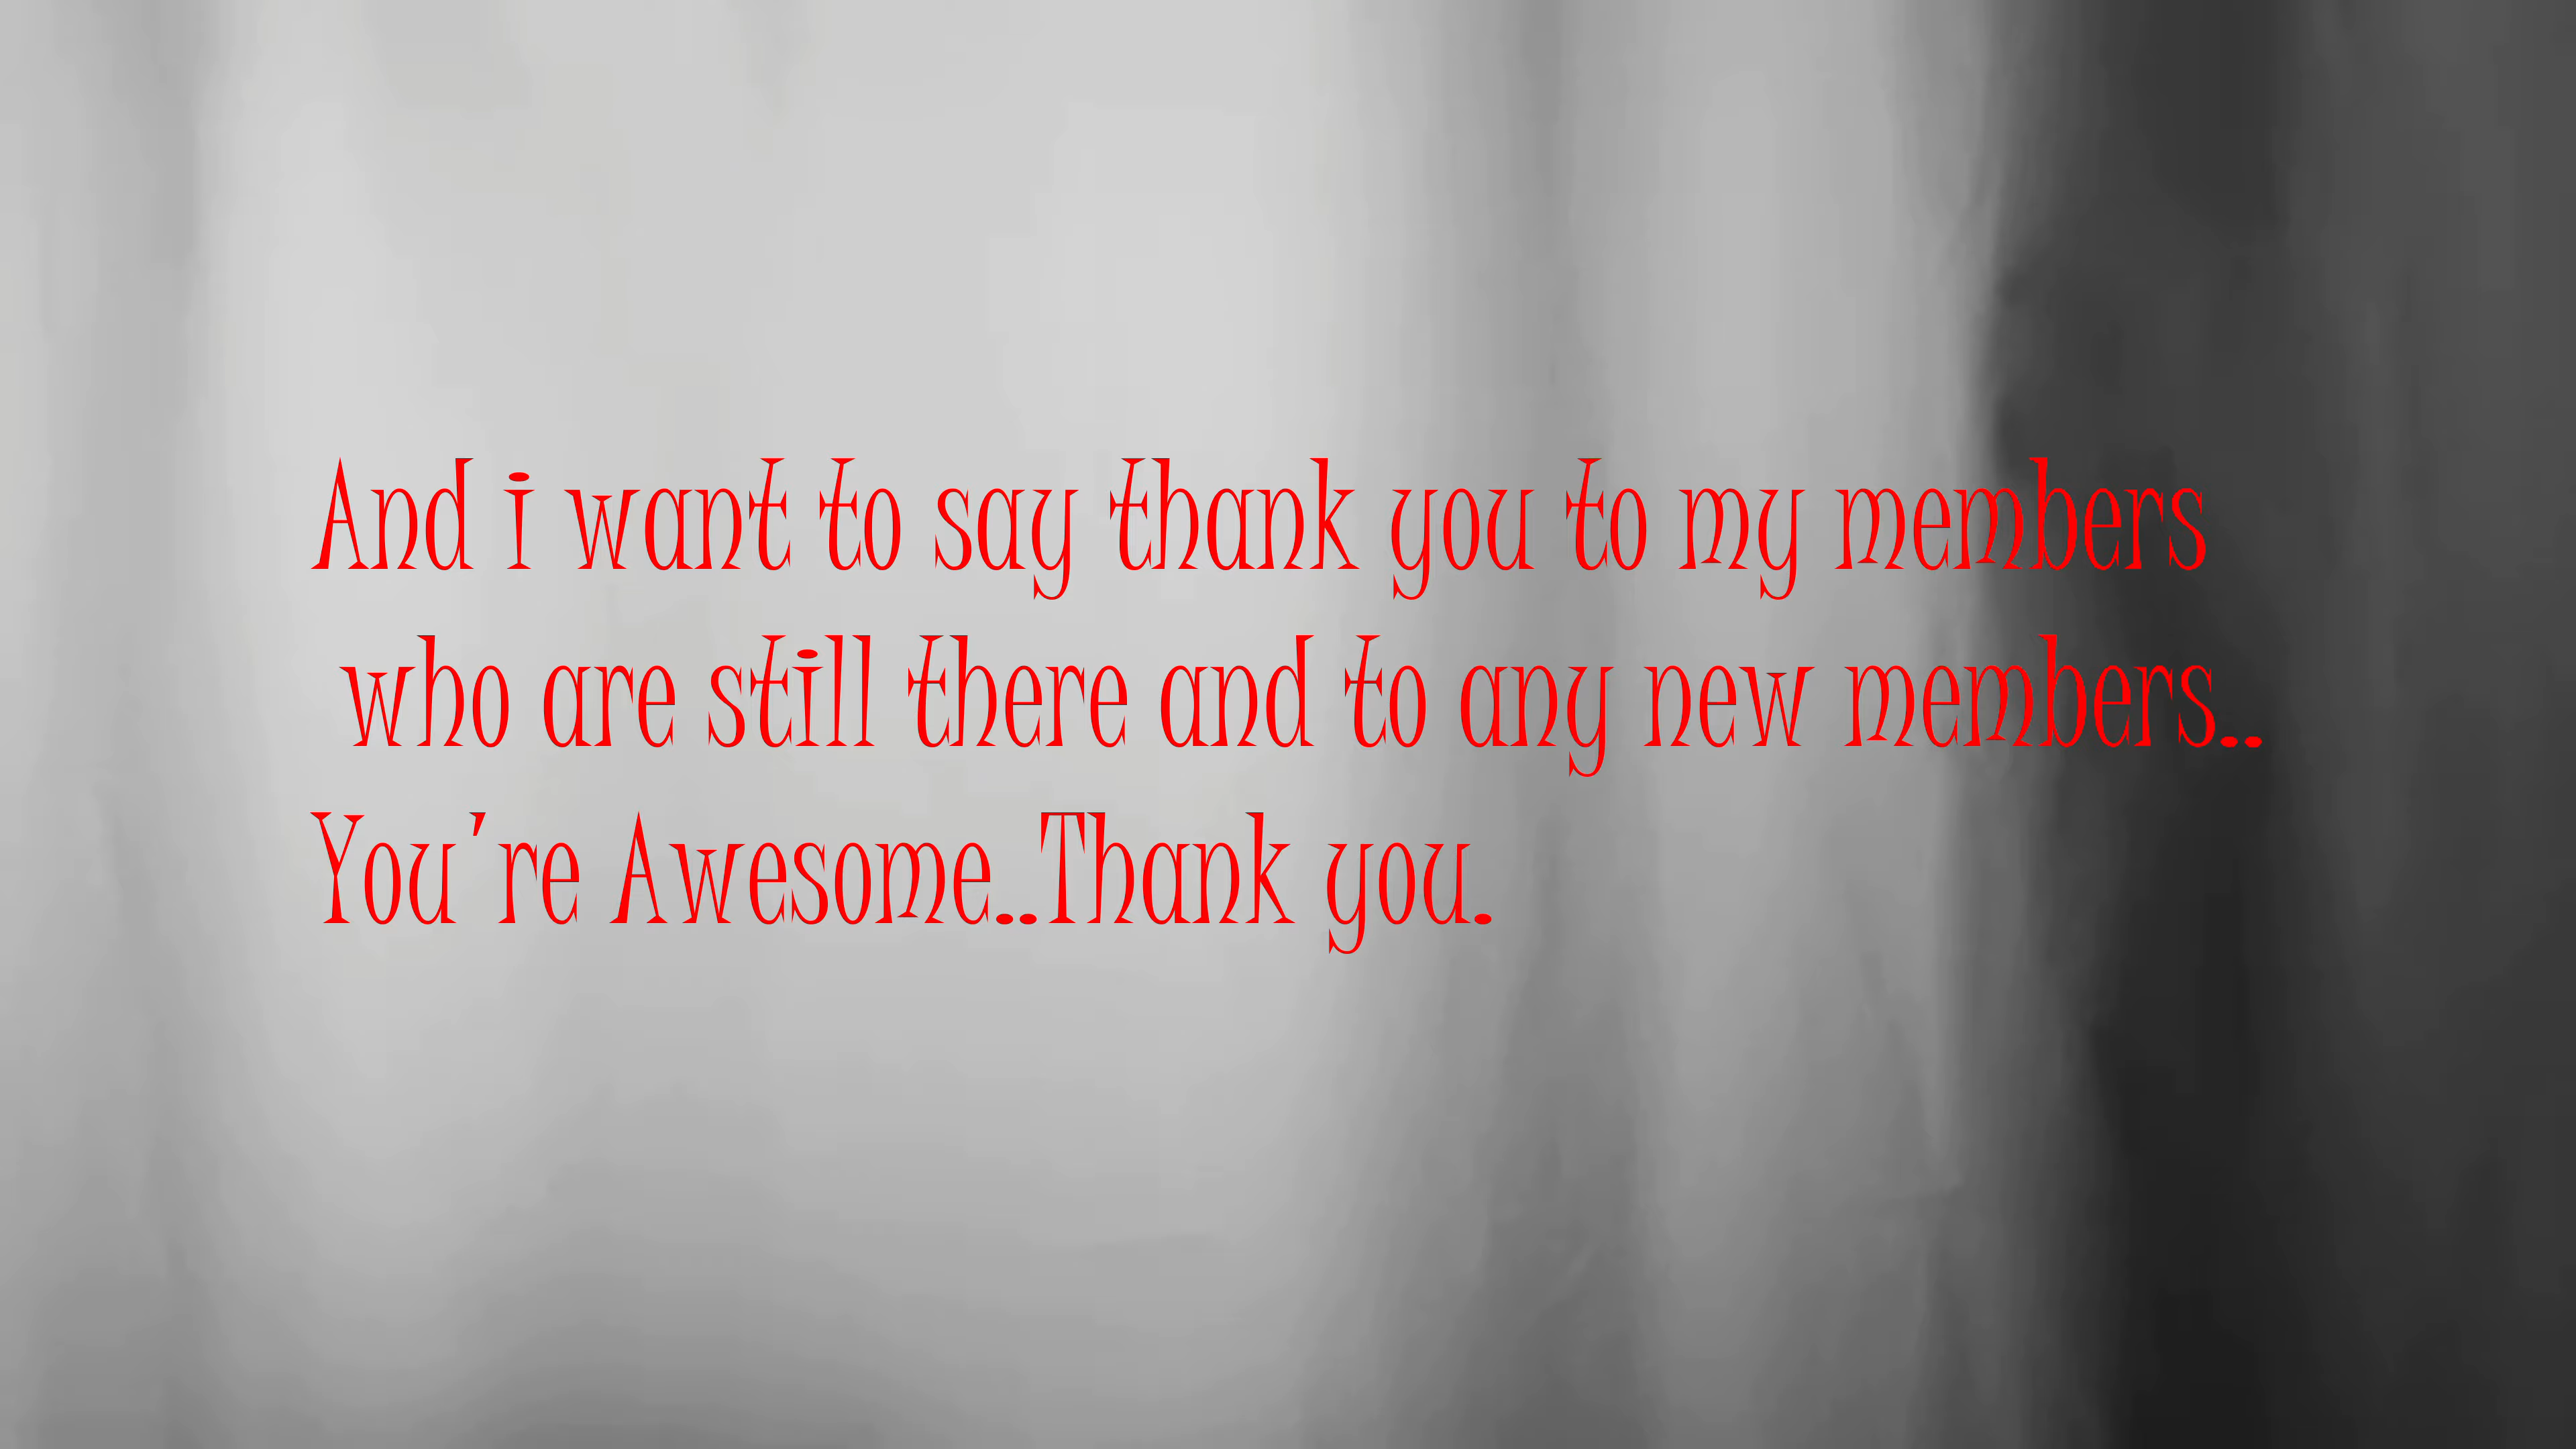 And i want to say thank you to my members
who are still there and to any new members..
You're Awesome..Thank you.